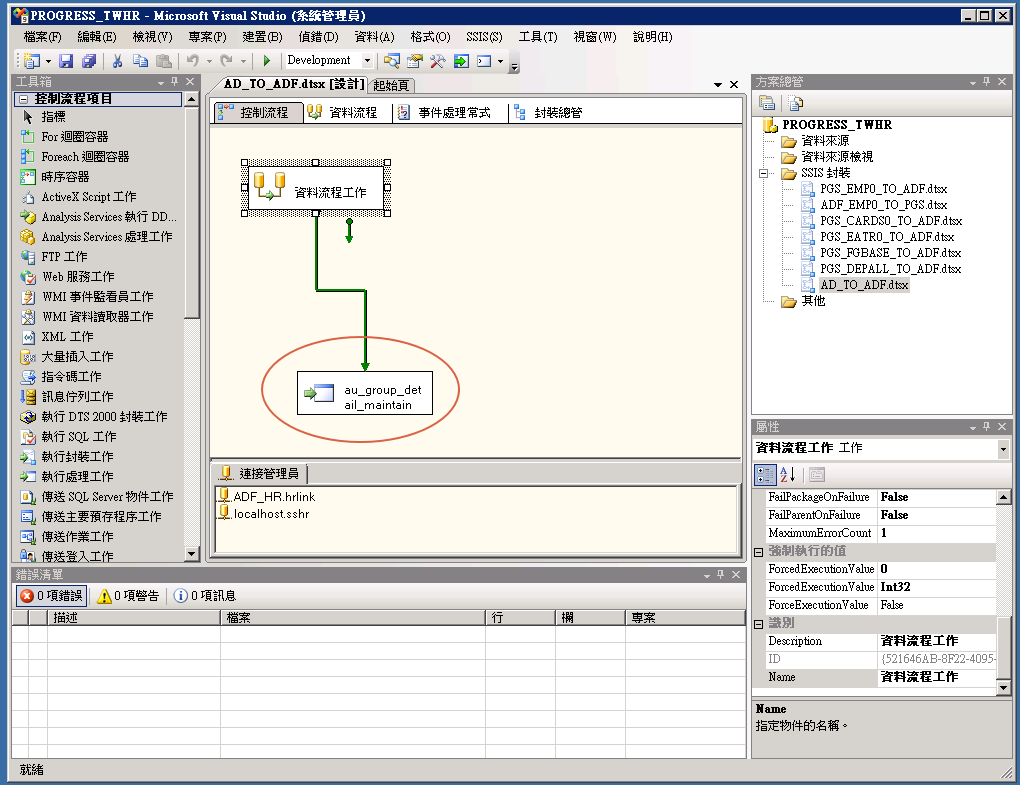 PROGRESS_TWHR - Microsoft Visual Studio (系統管理員)
檔案(F) 編輯(E) 檢視(V) 專案(P) 建置(B) 偵錯(D) 資料(A) 格式(O) SSIS(S) 工具(T) 視窗(W) 說明(H)
Development
工具箱
控制流程項目
指標
For 迴圈容器
Foreach 迴圈容器
時序容器
ActiveX Script 工作
Analysis Services 執行 DD...
Analysis Services 處理工作
FTP 工作
Web 服務工作
WMI 事件監看員工作
WMI 資料讀取器工作
XML 工作
大量插入工作
指令碼工作
訊息佇列工作
執行 DTS 2000 封裝工作
執行 SQL 工作
執行封裝工作
執行處理工作
傳送 SQL Server 物件工作
傳送主要預存程序工作
傳送作業工作
傳送登入工作
AD_TO_ADF.dtsx [設計] 起始頁
控制流程 資料流程 事件處理常式 封裝總管
資料流程工作
au_group_det
ail_maintain
連接管理員
ADF_HR.hrlink
localhost.sshr
方案總管
PROGRESS_TWHR
資料來源
資料來源檢視
SSIS 封裝
PGS_EMP0_TO_ADF.dtsx
ADF_EMP0_TO_PGS.dtsx
PGS_CARDS0_TO_ADF.dtsx
PGS_EATR0_TO_ADF.dtsx
PGS_FGBASE_TO_ADF.dtsx
PGS_DEPALL_TO_ADF.dtsx
AD_TO_ADF.dtsx
其他
屬性
資料流程工作 工作
FailPackageOnFailure False
FailParentOnFailure False
MaximumErrorCount 1
強制執行的值
ForcedExecutionValue 0
ForcedExecutionValue Int32
ForceExecutionValue False
識別
Description 資料流程工作
ID {521646AB-8F22-4095-
Name 資料流程工作
Name
指定物件的名稱。
錯誤清單
0 項錯誤 0 項警告 0 項訊息
描述 檔案 行 欄 專案
就緒